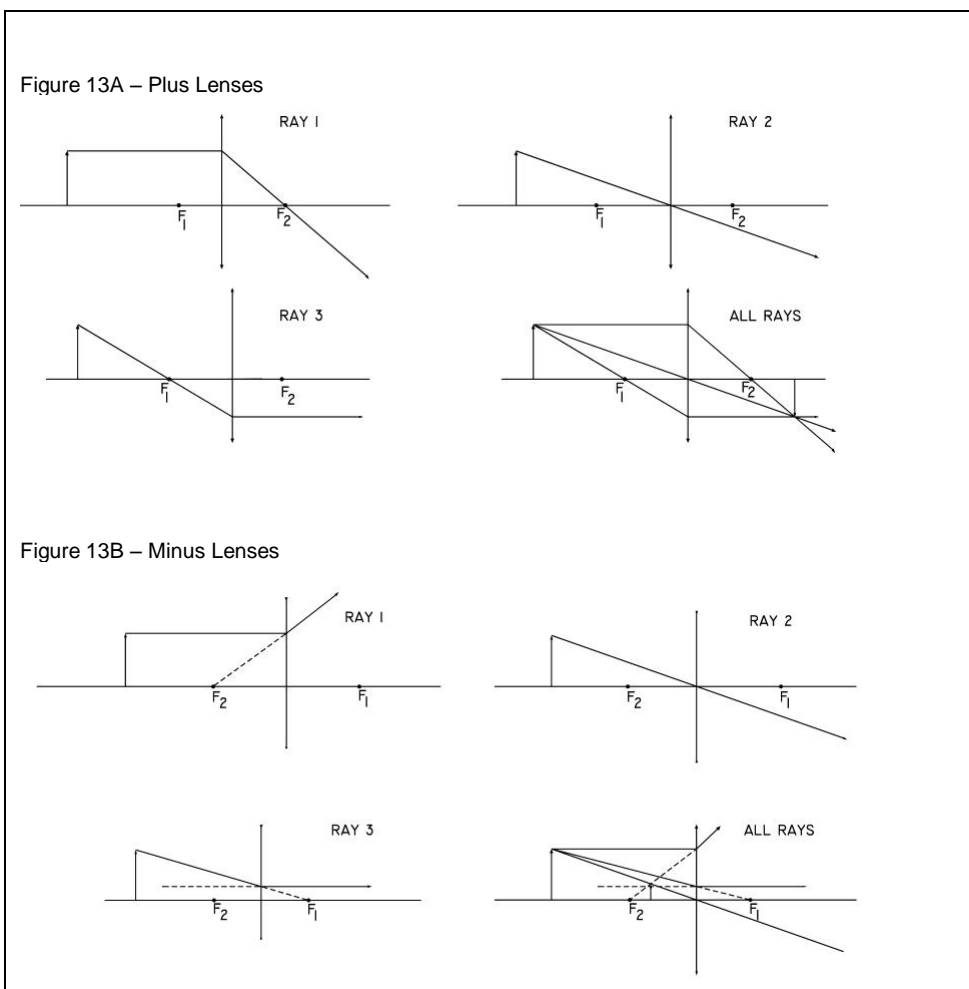 Figure 13A – Plus Lenses
RAY 1
F1
F2
RAY 2
F1
F2
RAY 3
F1
F2
ALL RAYS
F1
F2
Figure 13B – Minus Lenses
RAY 1
F2
F1
RAY 2
F2
F1
RAY 3
F2
F1
ALL RAYS
F2
F1